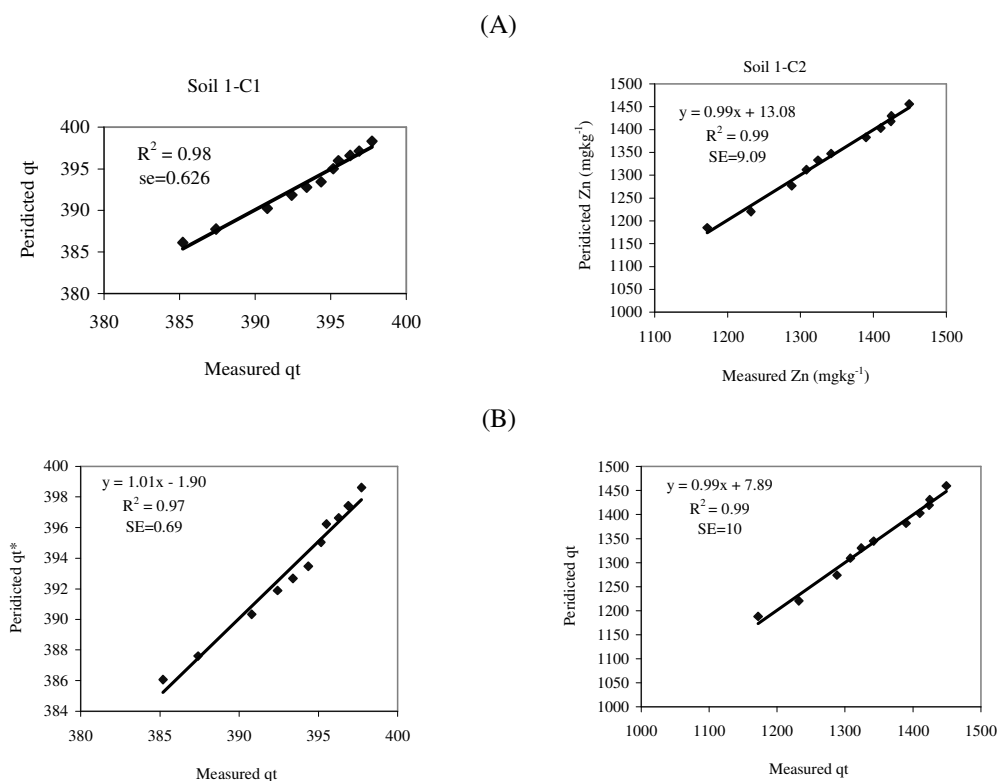 (A)
Soil 1-C1
R² = 0.98
se=0.626
Peridicted qt
400
395
390
385
380
380 385 390 395 400
Measured qt
Soil 1-C2
y = 0.99x + 13.08
R² = 0.99
SE=9.09
Peridicted Zn (mgkg⁻¹)
1500
1450
1400
1350
1300
1250
1200
1150
1100
1050
1000
1100 1200 1300 1400 1500
Measured Zn (mgkg⁻¹)
(B)
y = 1.01x - 1.90
R² = 0.97
SE=0.69
Peridicted qt*
400
398
396
394
392
390
388
386
384
380 385 390 395 400
Measured qt
y = 0.99x + 7.89
R² = 0.99
SE=10
Peridicted qt
1500
1400
1300
1200
1100
1000
1000 1100 1200 1300 1400 1500
Measured qt